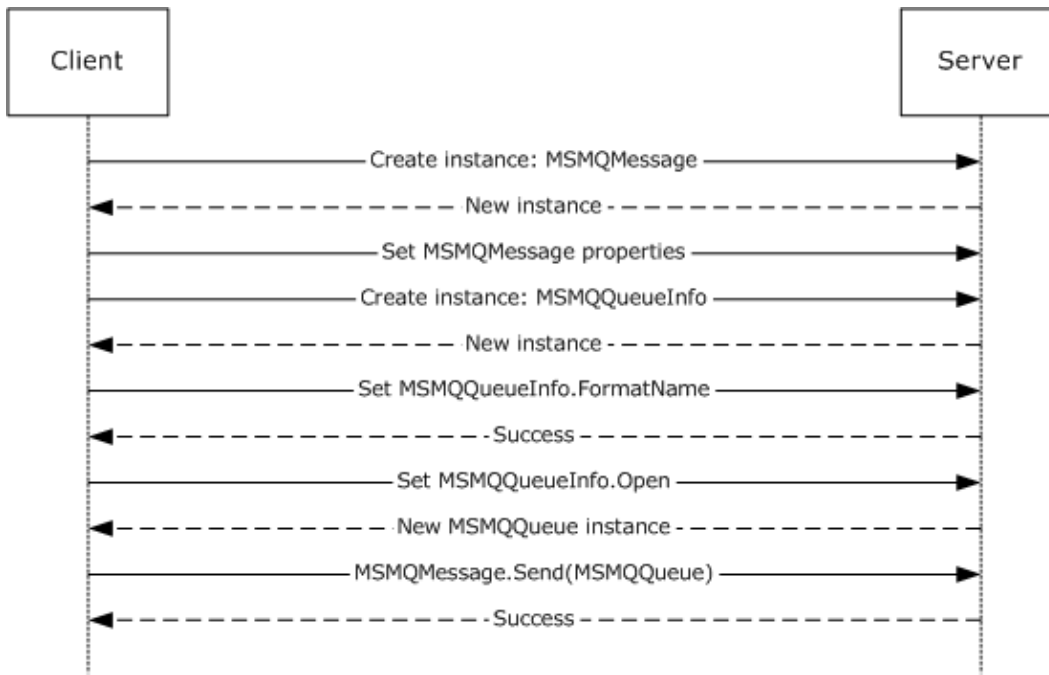 Client
Server
Create instance: MSMQMessage
New instance
Set MSMQMessage properties
Create instance: MSMQQueueInfo
New instance
Set MSMQQueueInfo.FormatName
Success
Set MSMQQueueInfo.Open
New MSMQQueue instance
MSMQMessage.Send(MSMQQueue)
Success